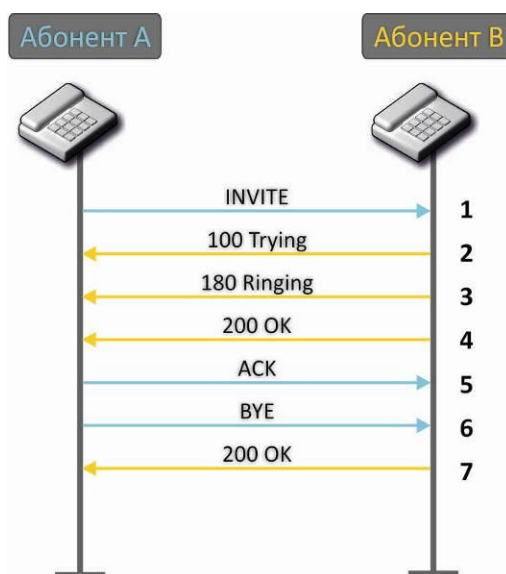 Абонент А
Абонент В
INVITE
1
100 Trying
2
180 Ringing
3
200 OK
4
ACK
5
BYE
6
200 OK
7